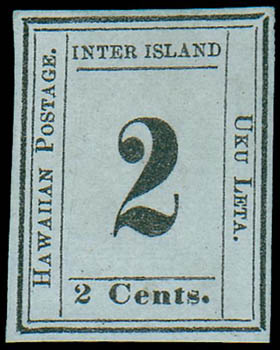 INTER ISLAND
HAWAIIAN POSTAGE.
2
UKU LETA.
2 Cents.